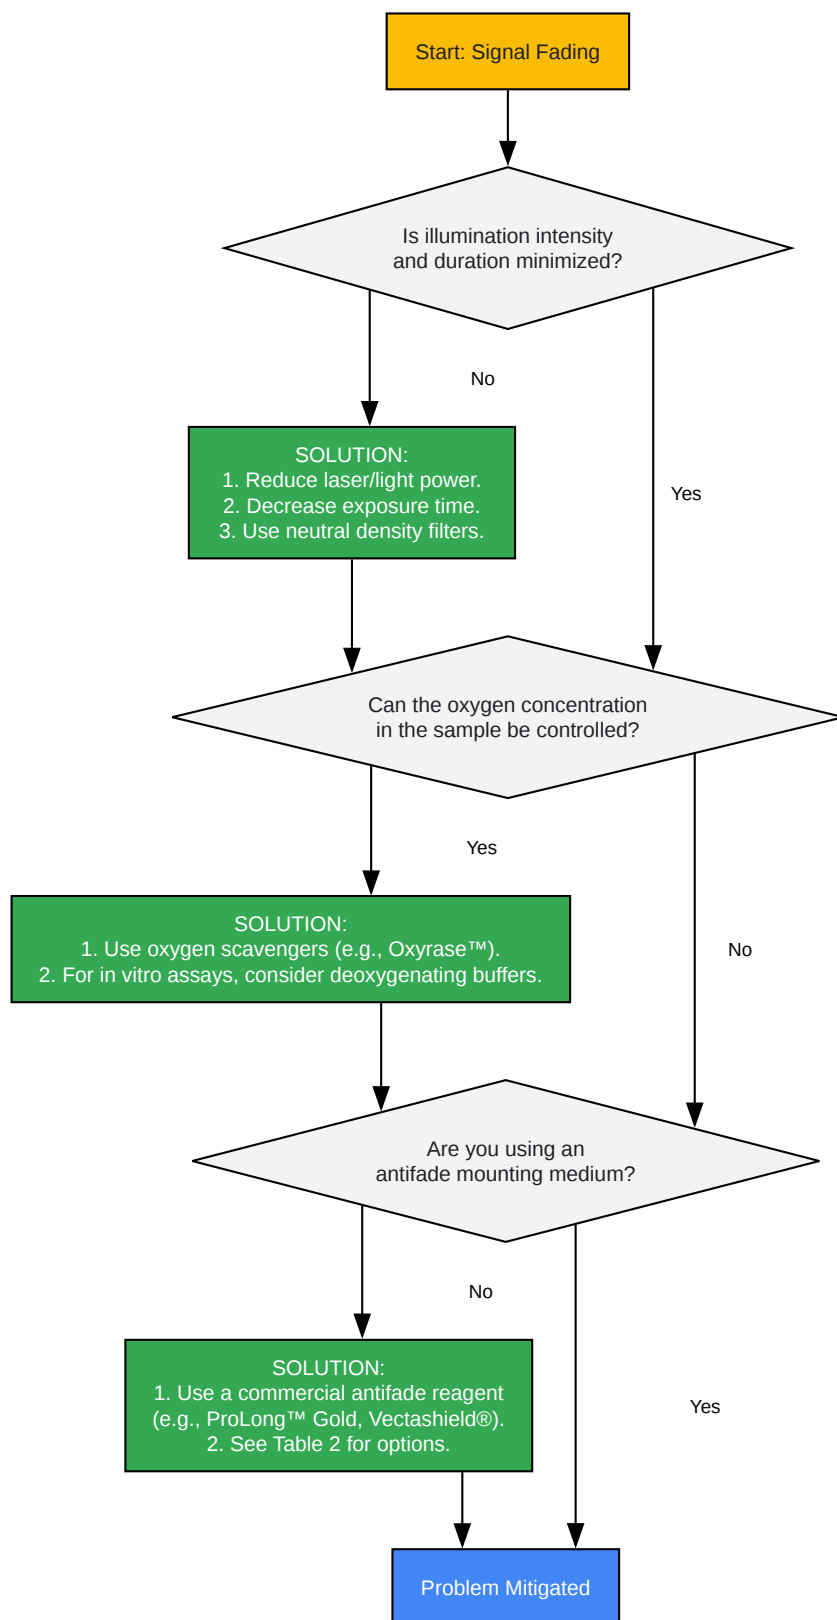 Start: Signal Fading
Is illumination intensity
and duration minimized?
No
SOLUTION:
1. Reduce laser/light power.
2. Decrease exposure time.
3. Use neutral density filters.
Yes
Can the oxygen concentration
in the sample be controlled?
Yes
SOLUTION:
1. Use oxygen scavengers (e.g., Oxyrase™).
2. For in vitro assays, consider deoxygenating buffers.
No
Are you using an
antifade mounting medium?
No
SOLUTION:
1. Use a commercial antifade reagent
(e.g., ProLong™ Gold, Vectashield®).
2. See Table 2 for options.
Yes
Problem Mitigated